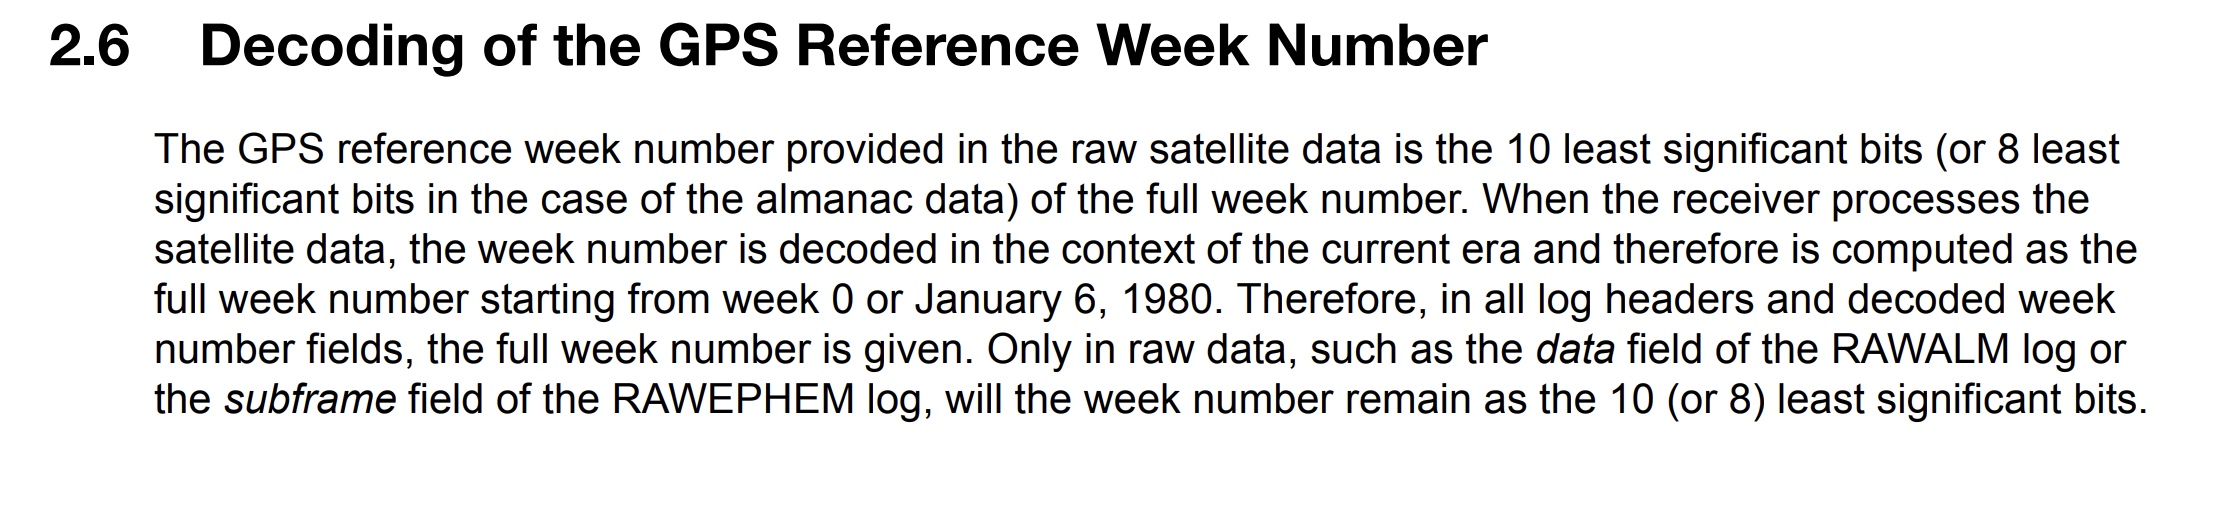 2.6 Decoding of the GPS Reference Week Number
The GPS reference week number provided in the raw satellite data is the 10 least significant bits (or 8 least
significant bits in the case of the almanac data) of the full week number. When the receiver processes the
satellite data, the week number is decoded in the context of the current era and therefore is computed as the
full week number starting from week 0 or January 6, 1980. Therefore, in all log headers and decoded week
number fields, the full week number is given. Only in raw data, such as the data field of the RAWALM log or
the subframe field of the RAWEPHEM log, will the week number remain as the 10 (or 8) least significant bits.